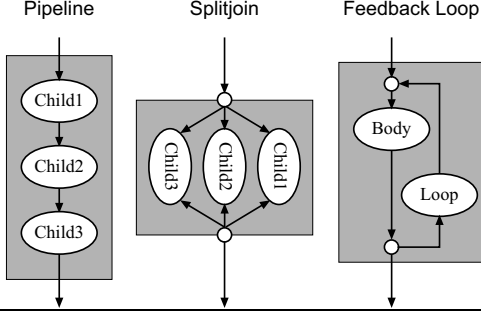 Pipeline
Splitjoin
Feedback Loop
Child1
Child2
Child3
Child3
Child2
Child1
Body
Loop